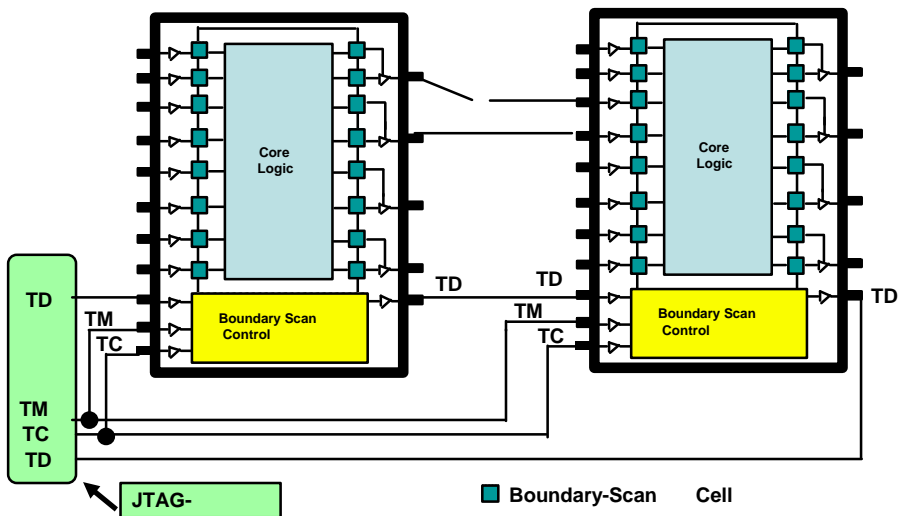 Core
Logic
Core
Logic
TD
TD
TD
TD
TM
TM
Boundary Scan
Control
Boundary Scan
Control
TC
TC
TM
TC
TD
JTAG-
Boundary-Scan Cell